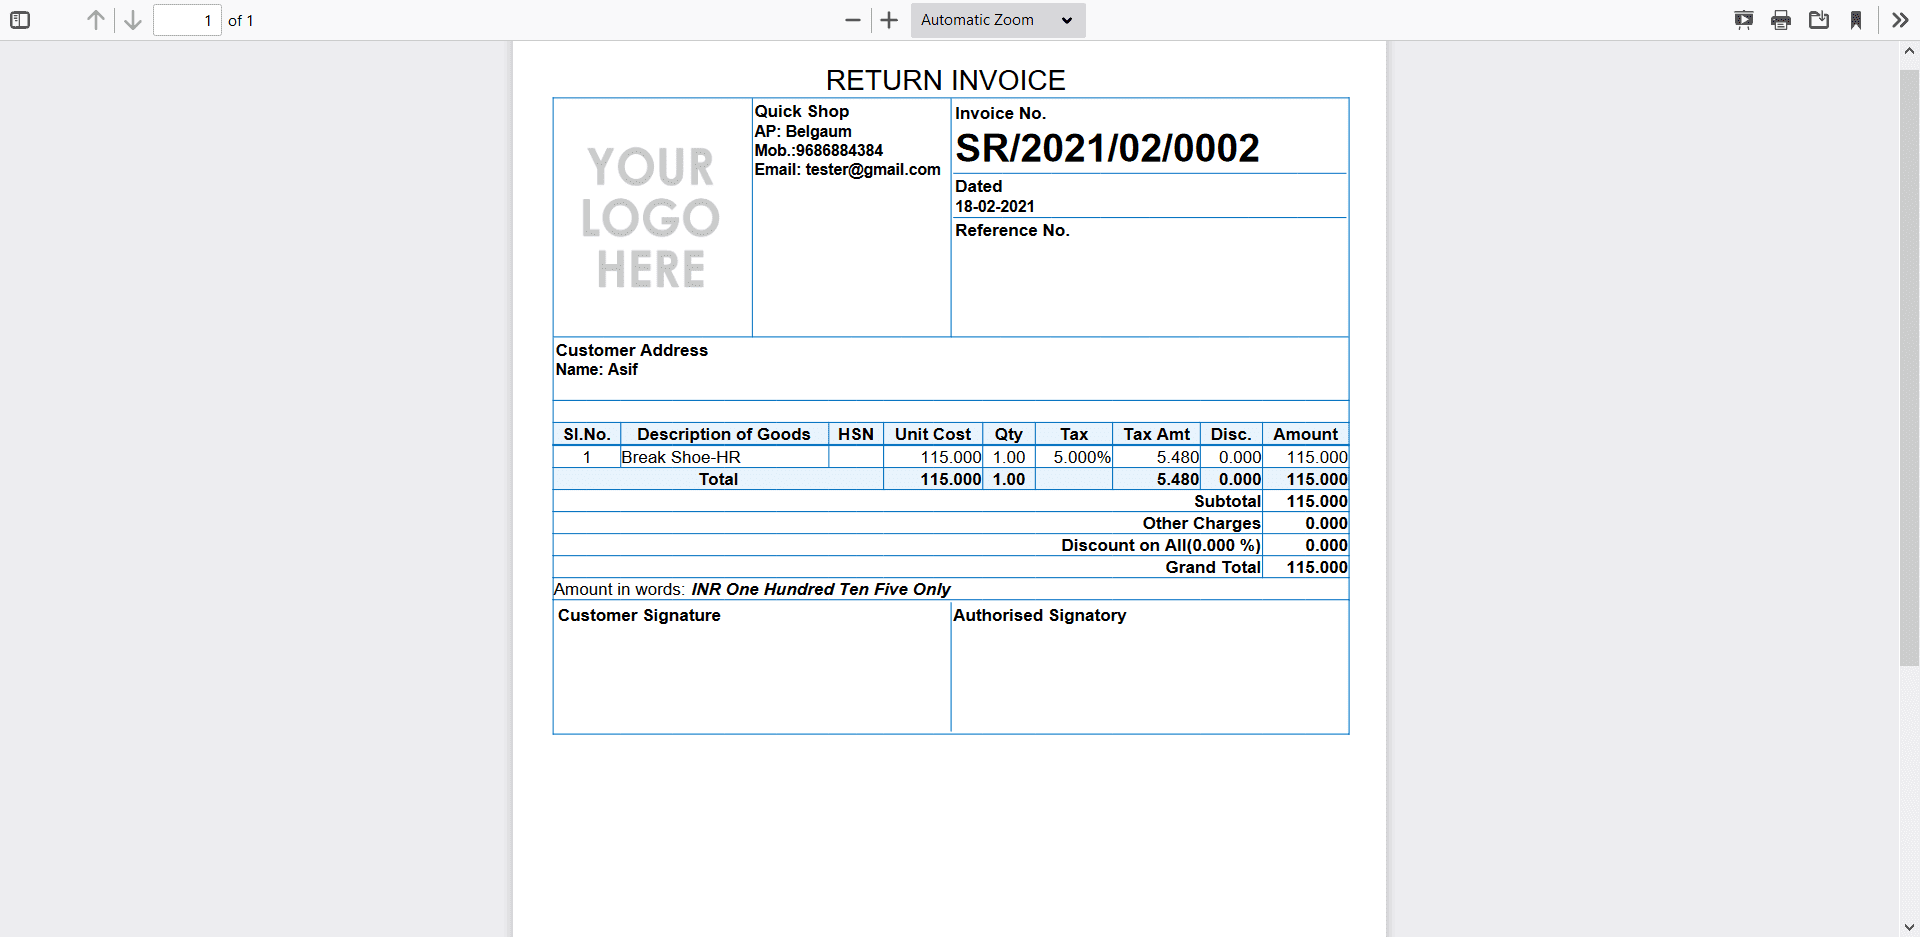 1 of 1 Automatic Zoom
RETURN INVOICE
YOUR
LOGO
HERE
Quick Shop
AP: Belgaum
Mob.:9686884384
Email: tester@gmail.com
Invoice No.
SR/2021/02/0002
Dated
18-02-2021
Reference No.
Customer Address
Name: Asif
Sl.No. Description of Goods HSN Unit Cost Qty Tax Tax Amt Disc. Amount
1 Break Shoe-HR 115.000 1.00 5.000% 5.480 0.000 115.000
Total 115.000 1.00 5.480 0.000 115.000
Subtotal 115.000
Other Charges 0.000
Discount on All(0.000 %) 0.000
Grand Total 115.000
Amount in words: INR One Hundred Ten Five Only
Customer Signature Authorised Signatory